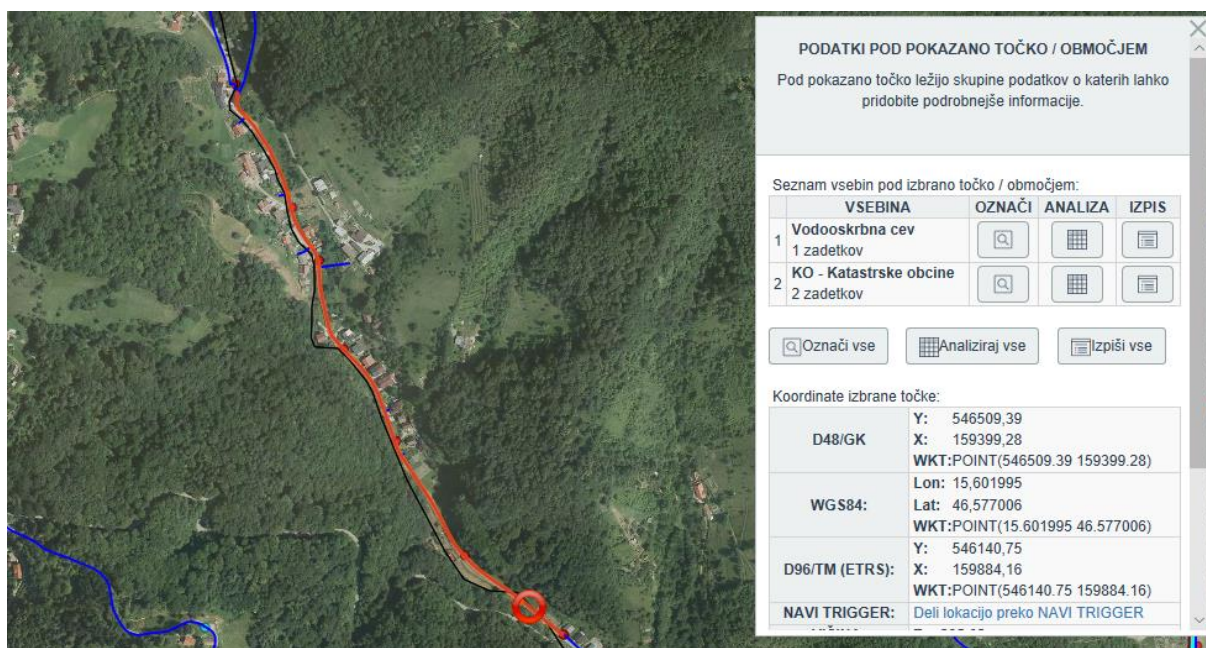 PODATKI POD POKAZANO TOČKO / OBMOČJEM
Pod pokazano točko ležijo skupine podatkov o katerih lahko
pridobite podrobnejše informacije.
Seznam vsebin pod izbrano točko / območjem:
VSEBINA OZNAČI ANALIZA IZPIS
1 Vodooskrbna cev
1 zadetkov
2 KO - Katastrske obcine
2 zadetkov
Označi vse Analiziraj vse Izpiši vse
Koordinate izbrane točke:
D48/GK
Y: 546509,39
X: 159399,28
WKT:POINT(546509.39 159399.28)
WGS84:
Lon: 15,601995
Lat: 46,577006
WKT:POINT(15.601995 46.577006)
D96/TM (ETRS):
Y: 546140,75
X: 159884,16
WKT:POINT(546140.75 159884.16)
NAVI TRIGGER: Deli lokacijo preko NAVI TRIGGER